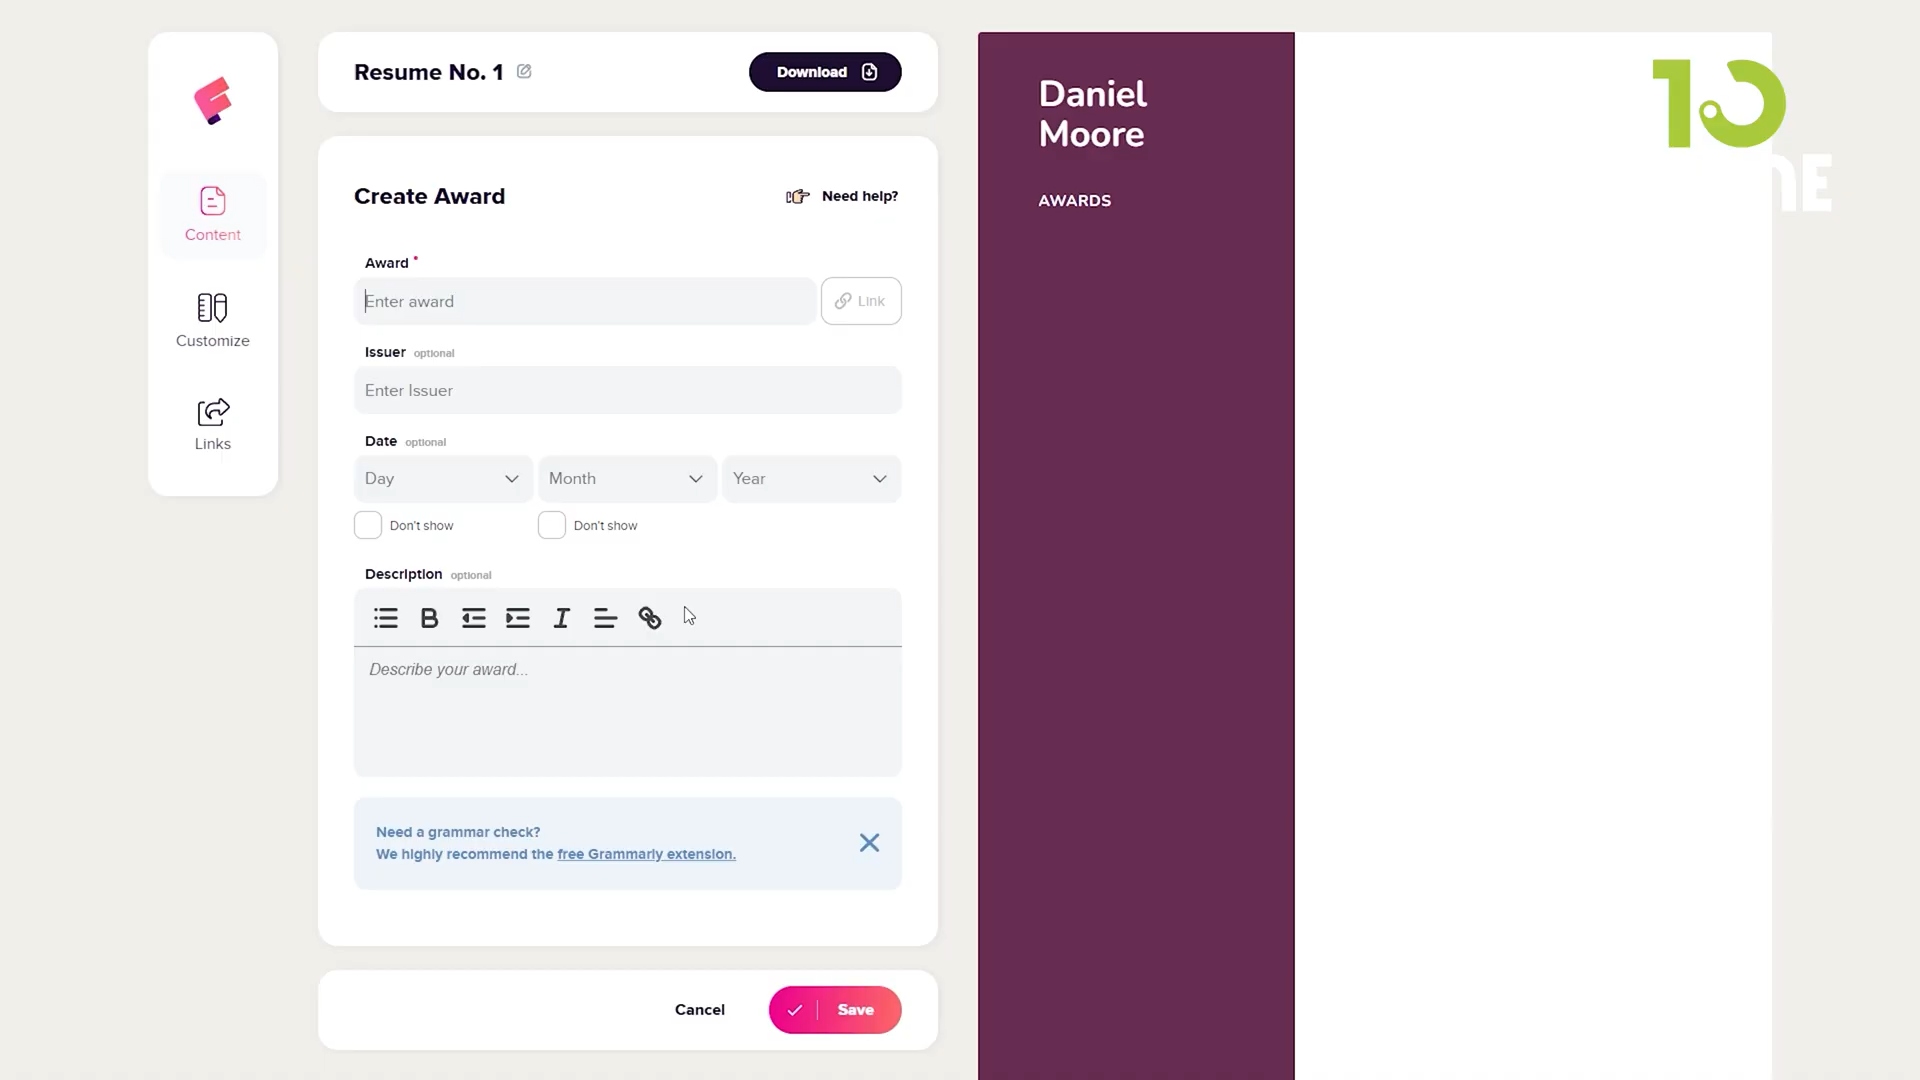 Resume No. 1
Download
Content
Customize
Links
Create Award
Need help?
Award *
Enter award
Link
Issuer optional
Enter Issuer
Date optional
Day
Month
Year
Don't show
Don't show
Description optional
B
I
Describe your award...
Need a grammar check?
We highly recommend the free Grammarly extension.
Cancel
Save
Daniel
Moore
AWARDS
10